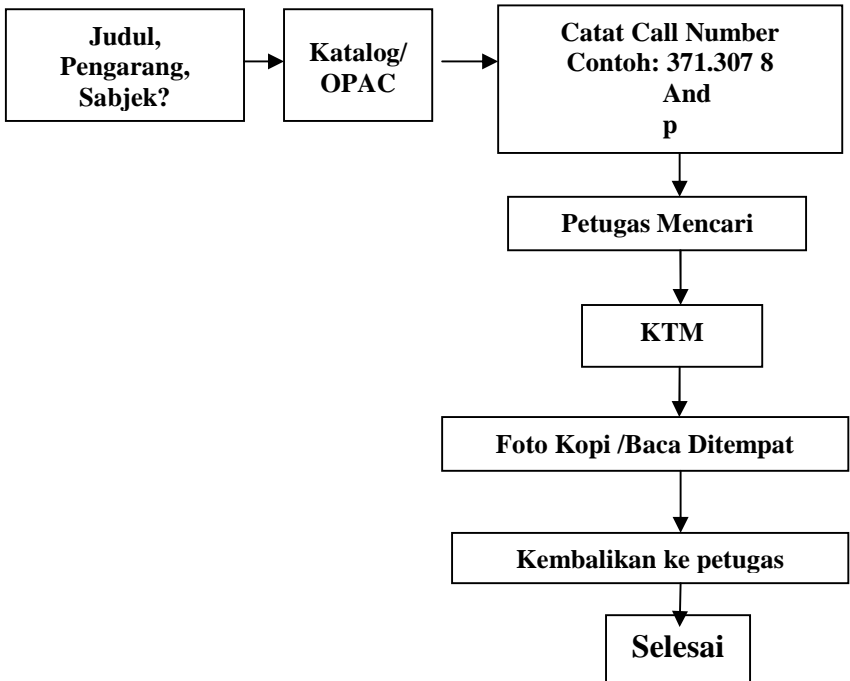 Judul,
Pengarang,
Sabjek?
Katalog/
OPAC
Catat Call Number
Contoh: 371.307 8
And
p
Petugas Mencari
KTM
Foto Kopi /Baca Ditempat
Kembalikan ke petugas
Selesai